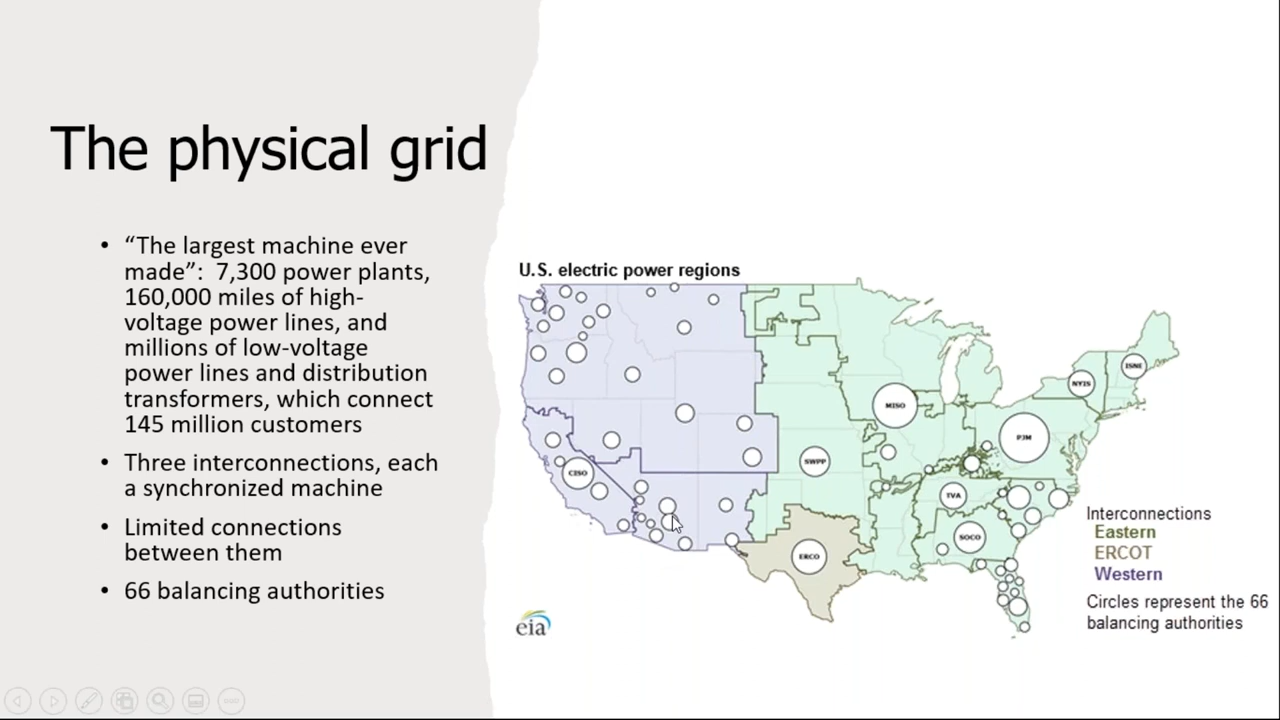 The physical grid
• “The largest machine ever
made”:  7,300 power plants,
160,000 miles of high-
voltage power lines, and
millions of low-voltage
power lines and distribution
transformers, which connect
145 million customers
• Three interconnections, each
a synchronized machine
• Limited connections
between them
• 66 balancing authorities
U.S. electric power regions
ISNE
NYIS
MISO
PJM
SWPP
CISO
TVA
SOCO
ERCO
Interconnections
Eastern
ERCOT
Western
Circles represent the 66
balancing authorities
eia